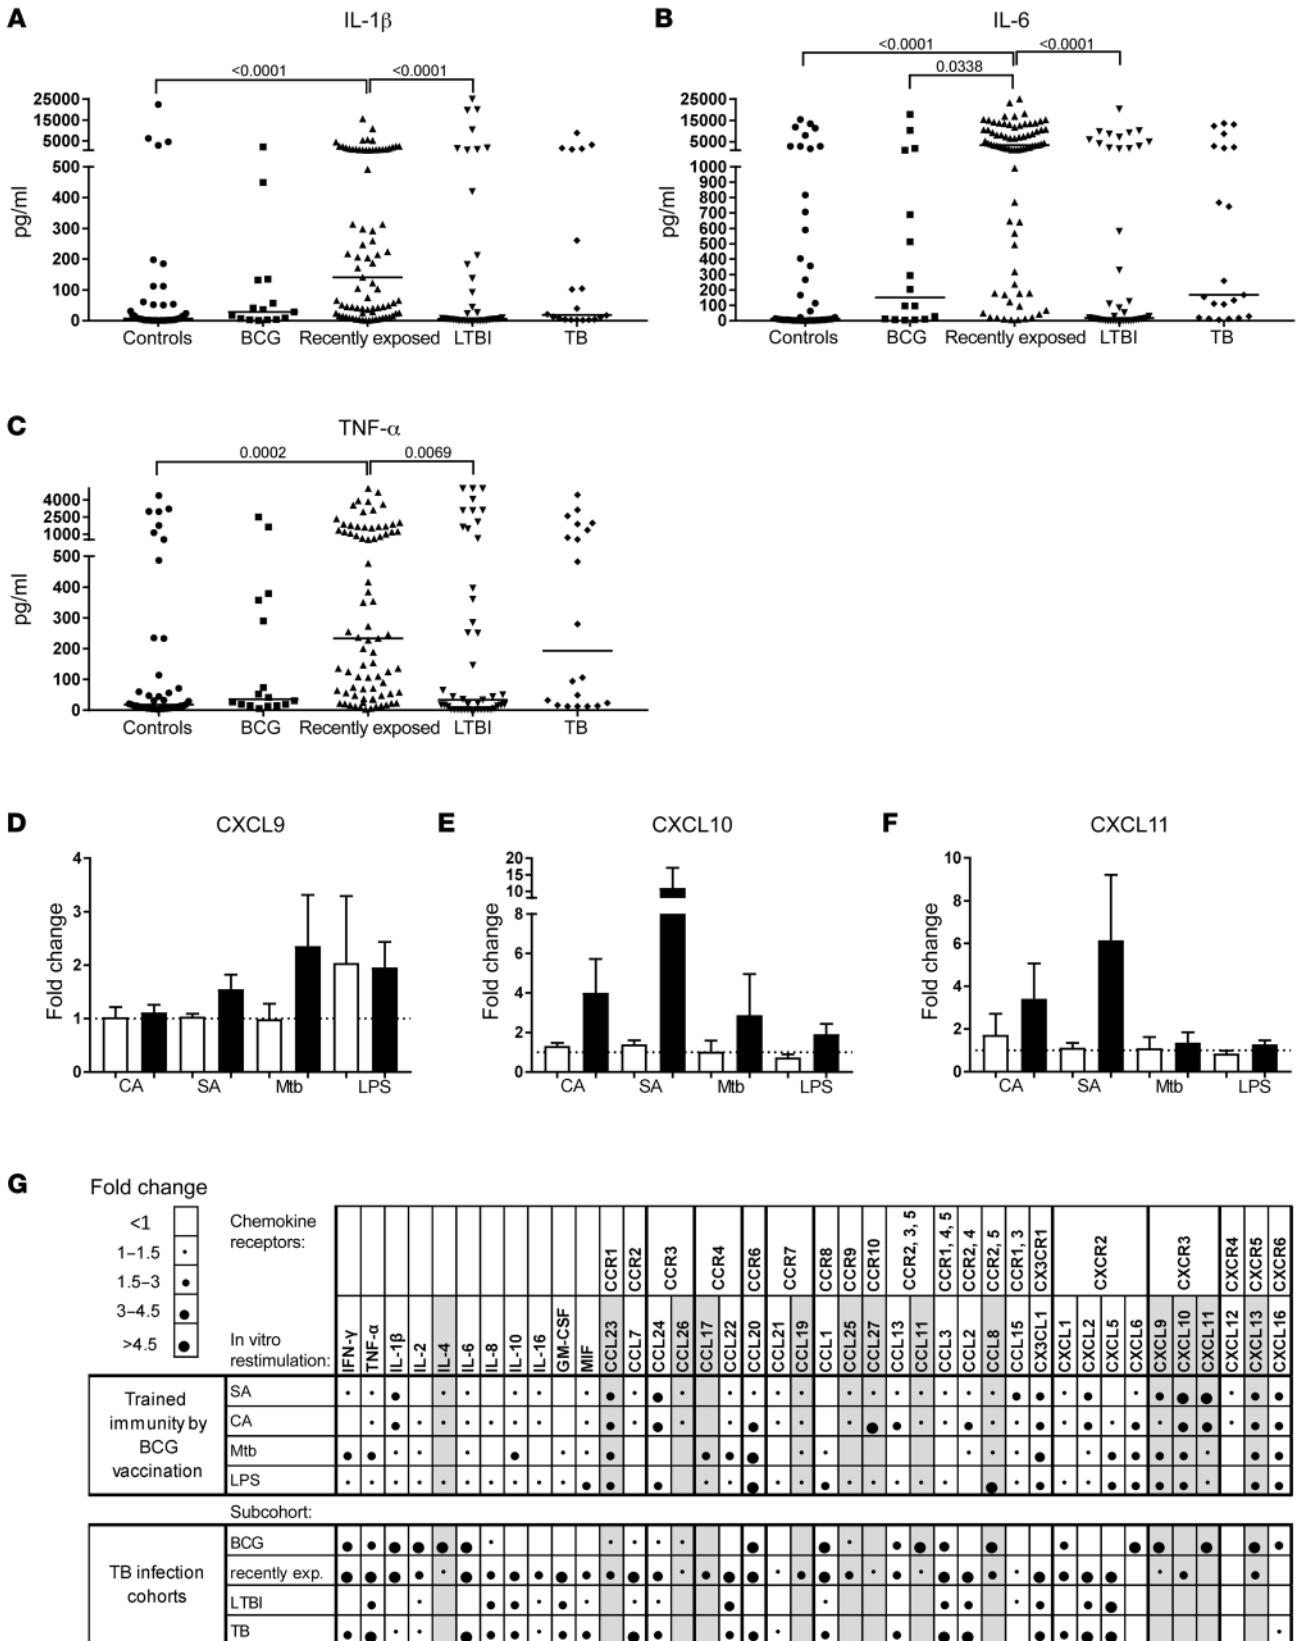 A
IL-1β
<0.0001
<0.0001
25000
15000
5000
500
400
300
200
100
0
pg/ml
Controls BCG Recently exposed LTBI TB
B
IL-6
<0.0001
<0.0001
0.0338
25000
15000
5000
1000
900
800
700
600
500
400
300
200
100
0
pg/ml
Controls BCG Recently exposed LTBI TB
C
TNF-α
0.0002
0.0069
4000
2500
1000
500
400
300
200
100
0
pg/ml
Controls BCG Recently exposed LTBI TB
D
CXCL9
4
3
2
1
0
Fold change
CA SA Mtb LPS
E
CXCL10
20
15
10
8
6
4
2
0
Fold change
CA SA Mtb LPS
F
CXCL11
10
8
6
4
2
0
Fold change
CA SA Mtb LPS
G
Fold change
<1
1–1.5
1.5–3
3–4.5
>4.5
Chemokine
receptors:
CCR1
CCR2
CCR3
CCR4
CCR6
CCR7
CCR8
CCR9
CCR10
CCR2, 3, 5
CCR1, 4, 5
CCR2, 4
CCR2, 5
CCR1, 3
CX3CR1
CXCR2
CXCR3
CXCR4
CXCR5
CXCR6
In vitro
restimulation:
IFN-γ
TNF-α
IL-1β
IL-2
IL-4
IL-6
IL-8
IL-10
IL-16
GM-CSF
MIF
CCL23
CCL7
CCL24
CCL26
CCL17
CCL22
CCL20
CCL21
CCL19
CCL1
CCL25
CCL27
CCL13
CCL11
CCL3
CCL2
CCL8
CCL15
CX3CL1
CXCL1
CXCL2
CXCL5
CXCL6
CXCL9
CXCL10
CXCL11
CXCL12
CXCL13
CXCL16
Trained
immunity by
BCG
vaccination
SA
CA
Mtb
LPS
Subcohort:
TB infection
cohorts
BCG
recently exp.
LTBI
TB